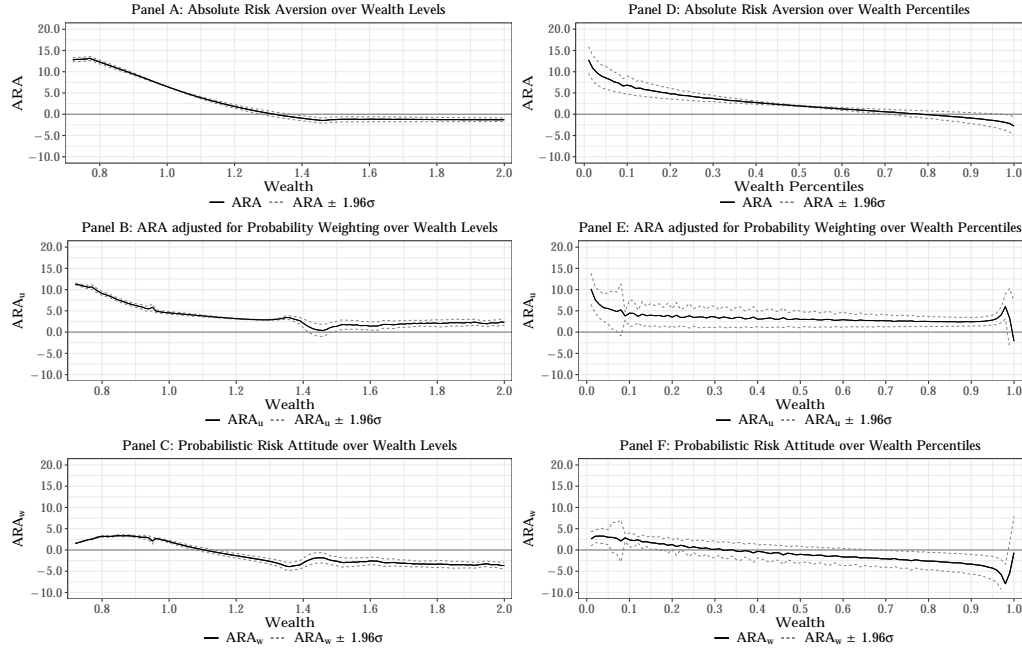 Panel A: Absolute Risk Aversion over Wealth Levels
20.0
15.0
10.0
5.0
0.0
−5.0
−10.0
ARA
0.8 1.0 1.2 1.4 1.6 1.8 2.0
Wealth
ARA ARA ± 1.96σ
Panel D: Absolute Risk Aversion over Wealth Percentiles
20.0
15.0
10.0
5.0
0.0
−5.0
−10.0
ARA
0.0 0.1 0.2 0.3 0.4 0.5 0.6 0.7 0.8 0.9 1.0
Wealth Percentiles
ARA ARA ± 1.96σ
Panel B: ARA adjusted for Probability Weighting over Wealth Levels
20.0
15.0
10.0
5.0
0.0
−5.0
−10.0
ARAu
0.8 1.0 1.2 1.4 1.6 1.8 2.0
Wealth
ARAu ARAu ± 1.96σ
Panel E: ARA adjusted for Probability Weighting over Wealth Percentiles
20.0
15.0
10.0
5.0
0.0
−5.0
−10.0
ARAu
0.0 0.1 0.2 0.3 0.4 0.5 0.6 0.7 0.8 0.9 1.0
Wealth
ARAu ARAu ± 1.96σ
Panel C: Probabilistic Risk Attitude over Wealth Levels
20.0
15.0
10.0
5.0
0.0
−5.0
−10.0
ARAw
0.8 1.0 1.2 1.4 1.6 1.8 2.0
Wealth
ARAw ARAw ± 1.96σ
Panel F: Probabilistic Risk Attitude over Wealth Percentiles
20.0
15.0
10.0
5.0
0.0
−5.0
−10.0
ARAw
0.0 0.1 0.2 0.3 0.4 0.5 0.6 0.7 0.8 0.9 1.0
Wealth
ARAw ARAw ± 1.96σ